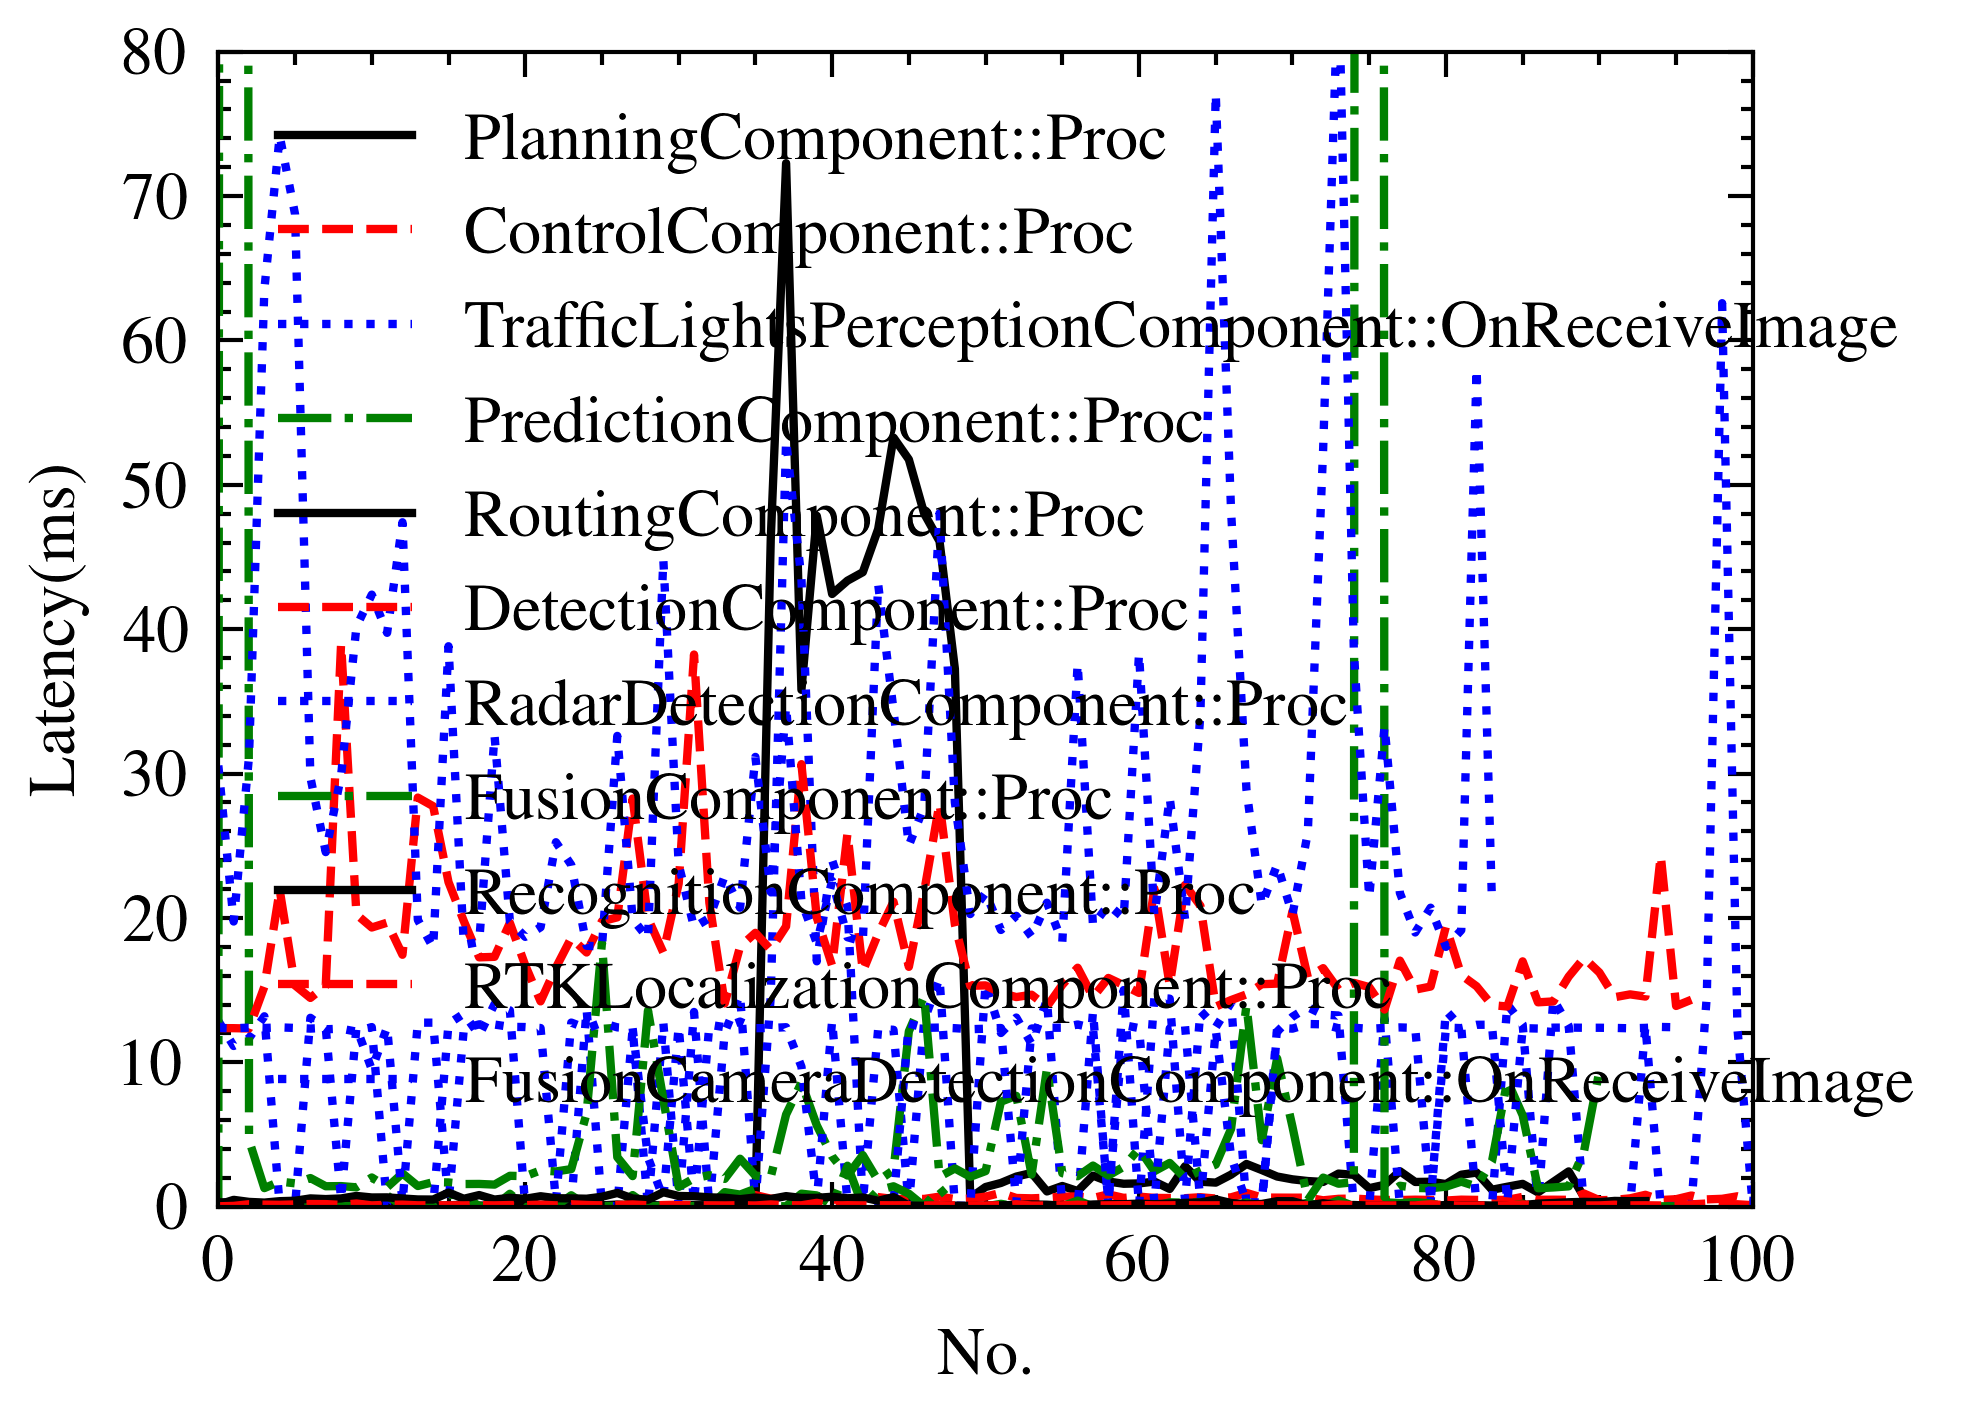 80
70
60
50
40
30
20
10
0
Latency(ms)
PlanningComponent::Proc
ControlComponent::Proc
TrafficLightsPerceptionComponent::OnReceiveImage
PredictionComponent::Proc
RoutingComponent::Proc
DetectionComponent::Proc
RadarDetectionComponent::Proc
FusionComponent::Proc
RecognitionComponent::Proc
RTKLocalizationComponent::Proc
FusionCameraDetectionComponent::OnReceiveImage
0 20 40 60 80 100
No.